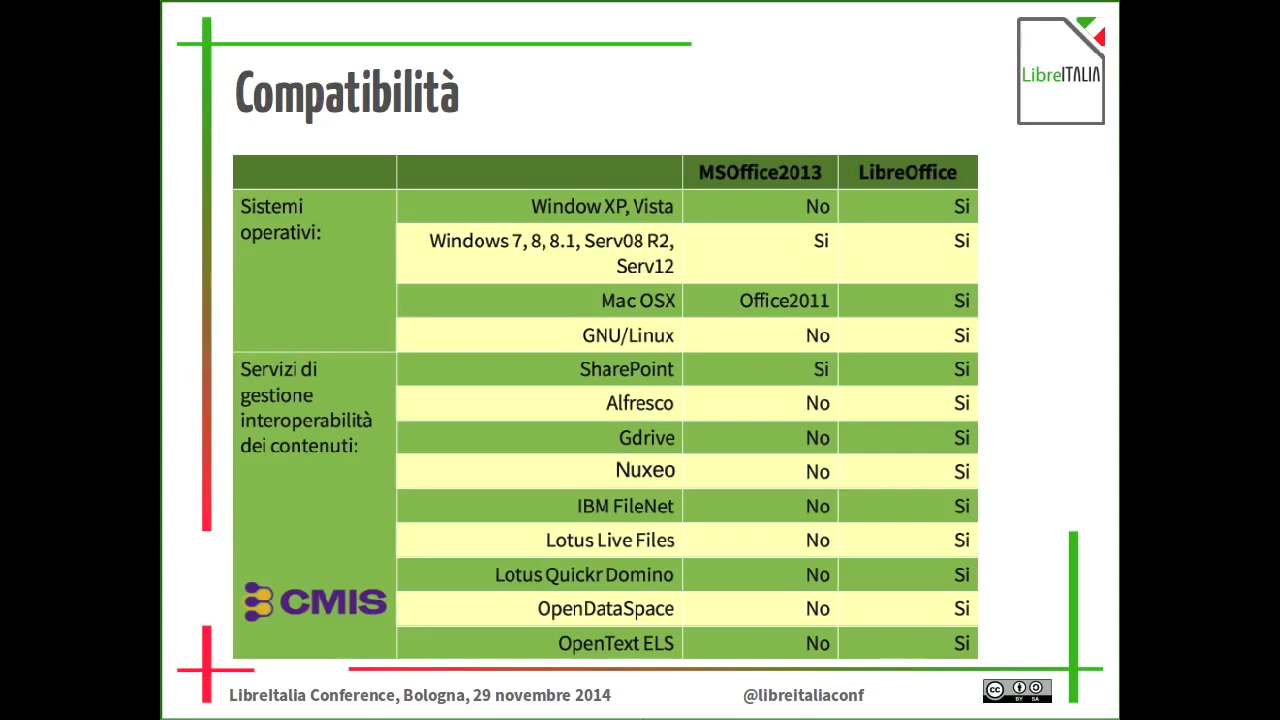 Compatibilità
LibreITALIA
MSOffice2013 LibreOffice
Sistemi operativi:
Window XP, Vista No Si
Windows 7, 8, 8.1, Serv08 R2, Si Si
Serv12
Mac OSX Office2011 Si
GNU/Linux No Si
Servizi di
gestione
interoperabilità
dei contenuti:
SharePoint Si Si
Alfresco No Si
Gdrive No Si
Nuxeo No Si
IBM FileNet No Si
Lotus Live Files No Si
Lotus Quickr Domino No Si
OpenDataSpace No Si
OpenText ELS No Si
CMIS
LibreItalia Conference, Bologna, 29 novembre 2014
@libreitaliaconf
cc BY SA